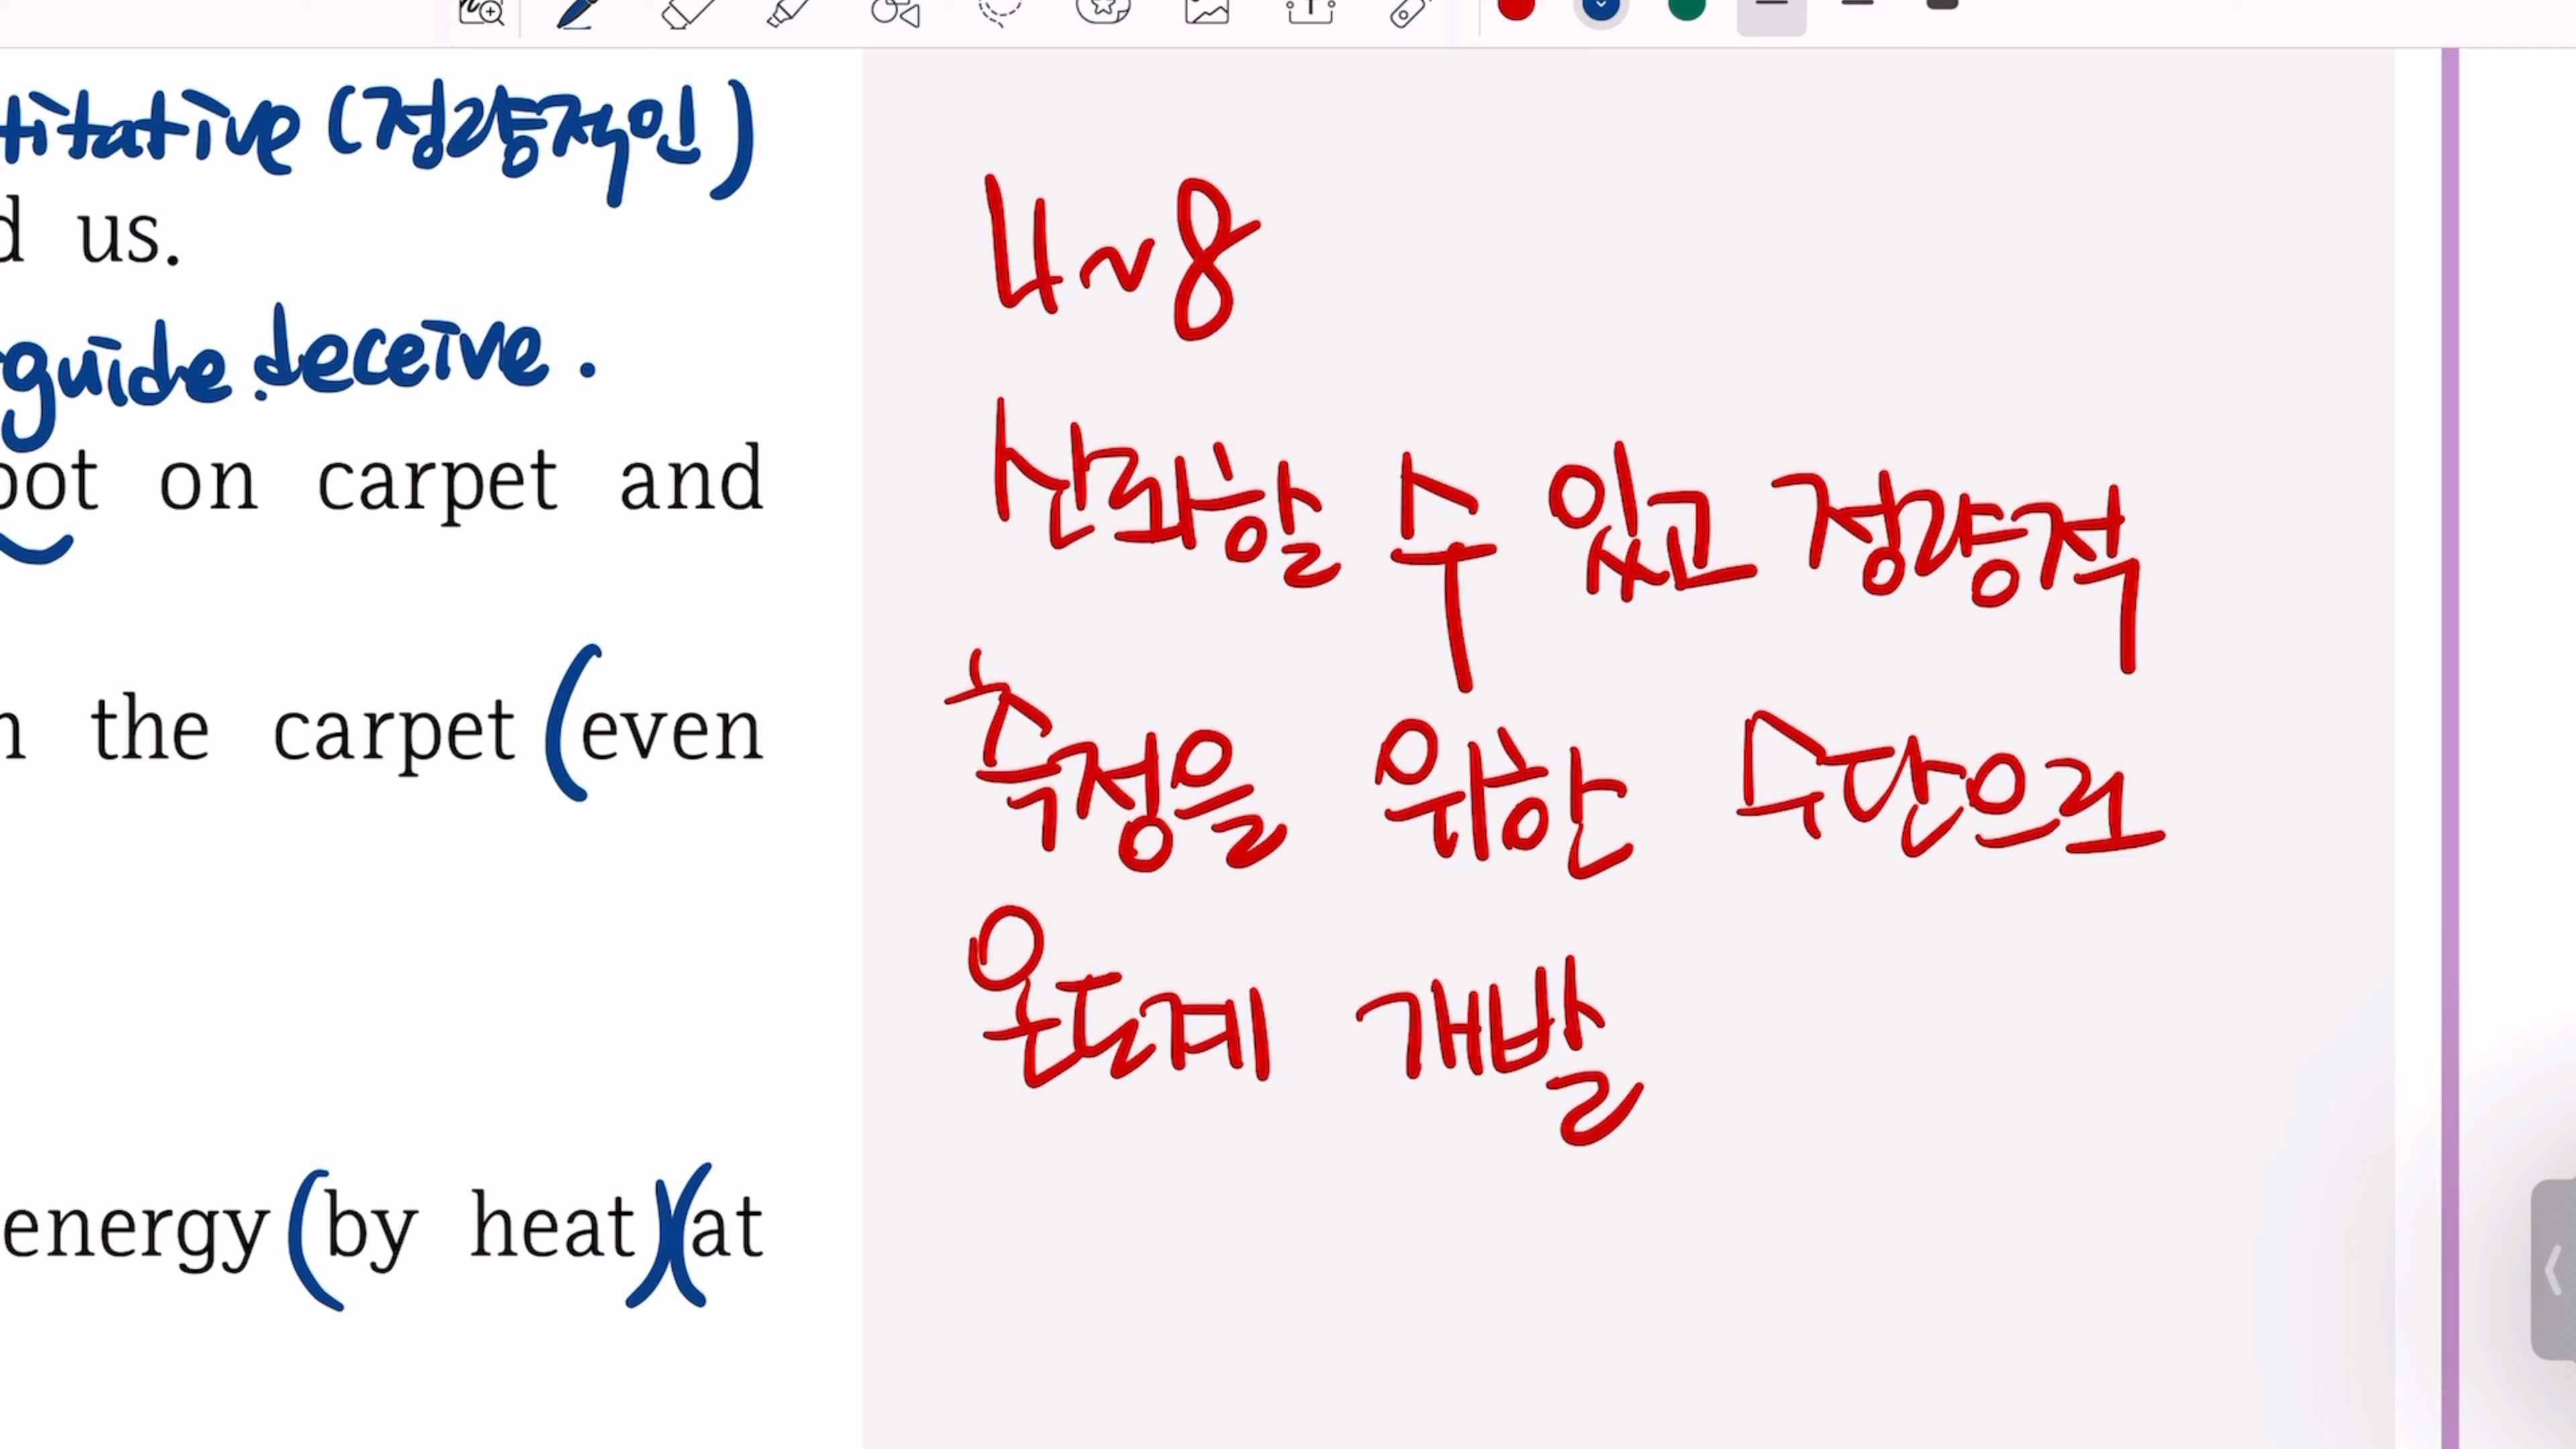 titative (정량적인)
d us.
guide. deceive.
oot on carpet and
n the carpet (even
energy (by heat)(at
4~8
신뢰할 수 있고 정량적
측정을 위한 수단으로
온도계 개발